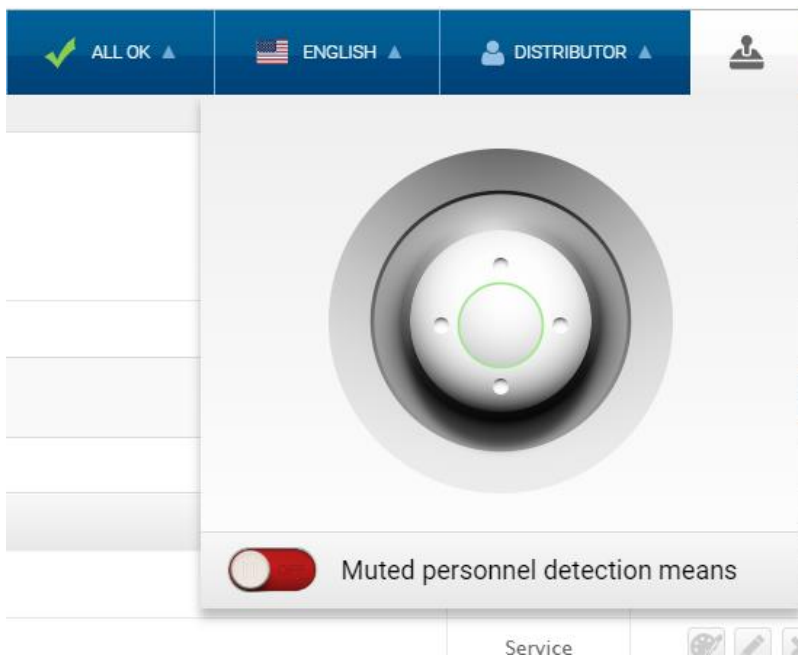 ALL OK
ENGLISH
DISTRIBUTOR
Muted personnel detection means
Service